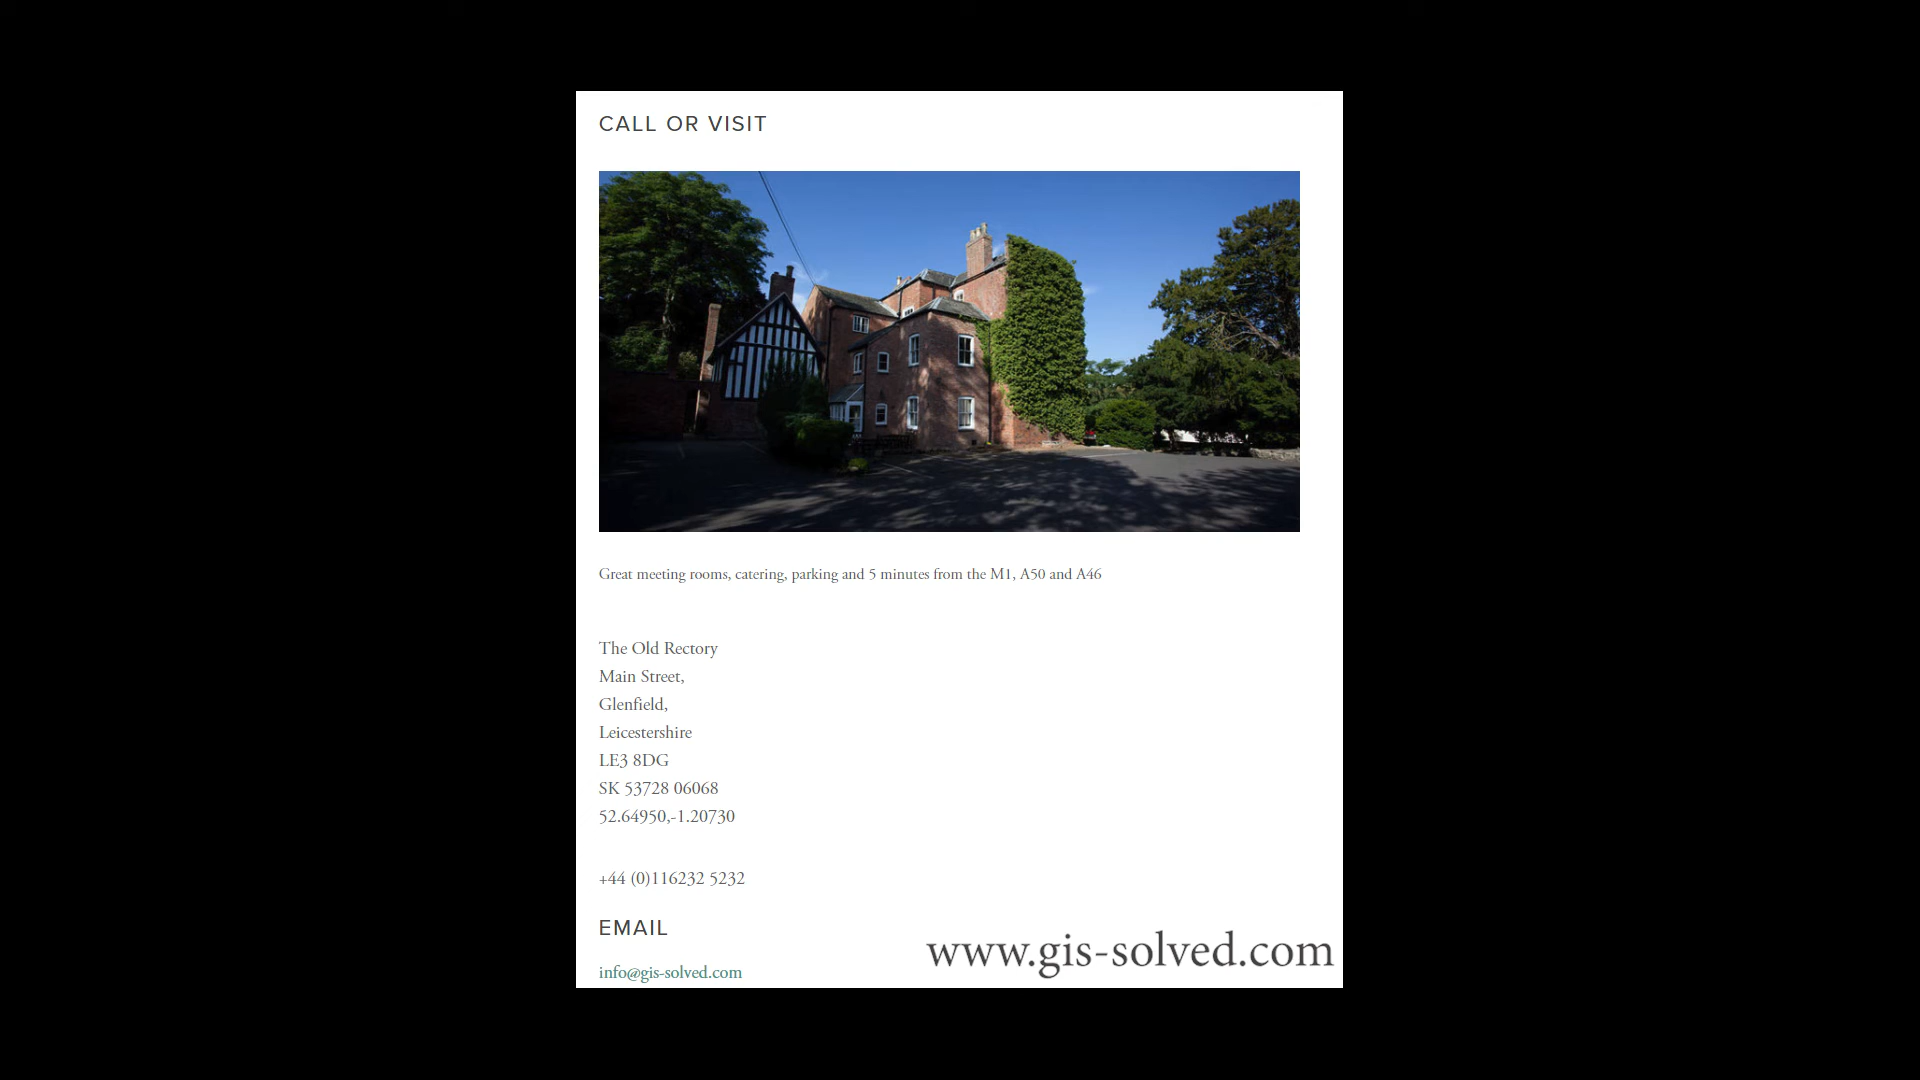 CALL OR VISIT
Great meeting rooms, catering, parking and 5 minutes from the M1, A50 and A46
The Old Rectory
Main Street,
Glenfield,
Leicestershire
LE3 8DG
SK 53728 06068
52.64950,-1.20730
+44 (0)116232 5232
EMAIL
www.gis-solved.com
info@gis-solved.com